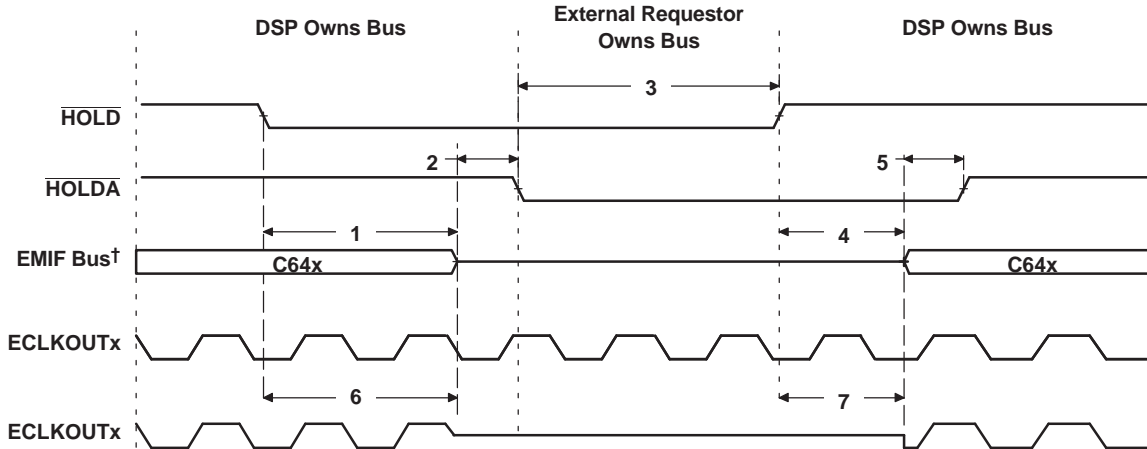 DSP Owns Bus
External Requestor
Owns Bus
DSP Owns Bus
3
HOLD
2
5
HOLDA
1
4
EMIF Bus†
C64x
C64x
ECLKOUTx
6
7
ECLKOUTx